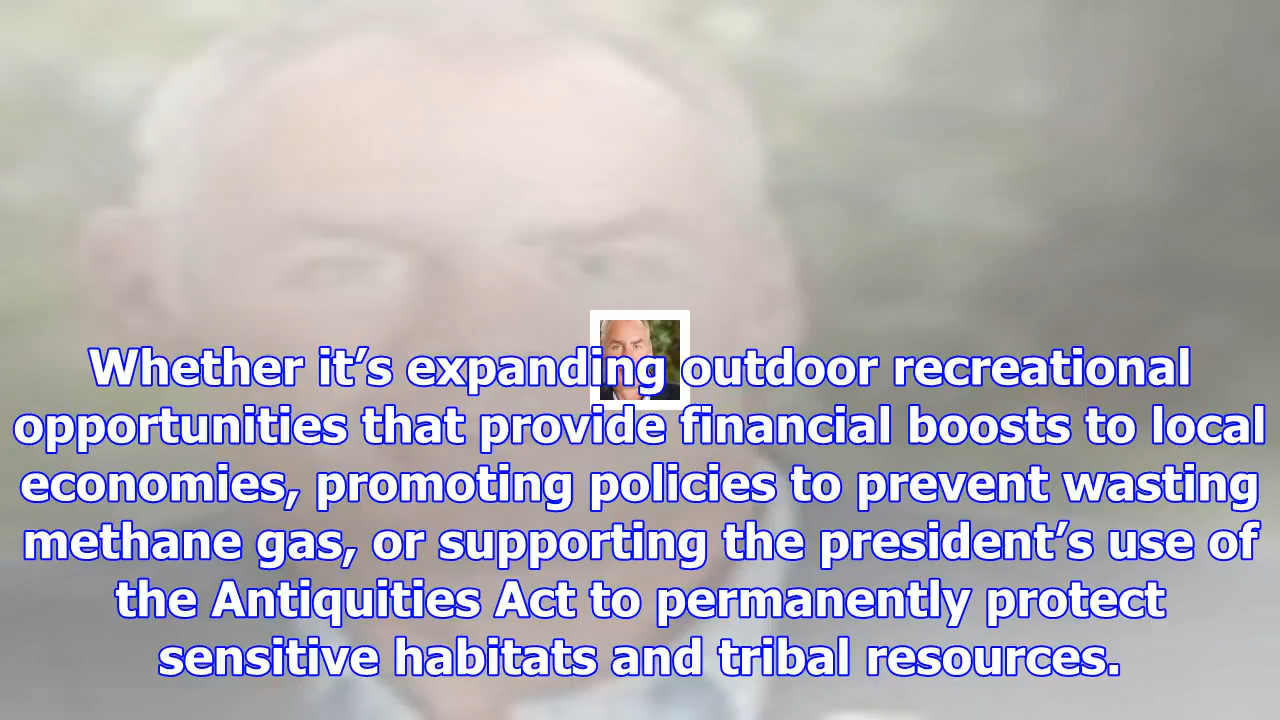 Whether it’s expanding outdoor recreational
opportunities that provide financial boosts to local
economies, promoting policies to prevent wasting
methane gas, or supporting the president’s use of
the Antiquities Act to permanently protect
sensitive habitats and tribal resources.